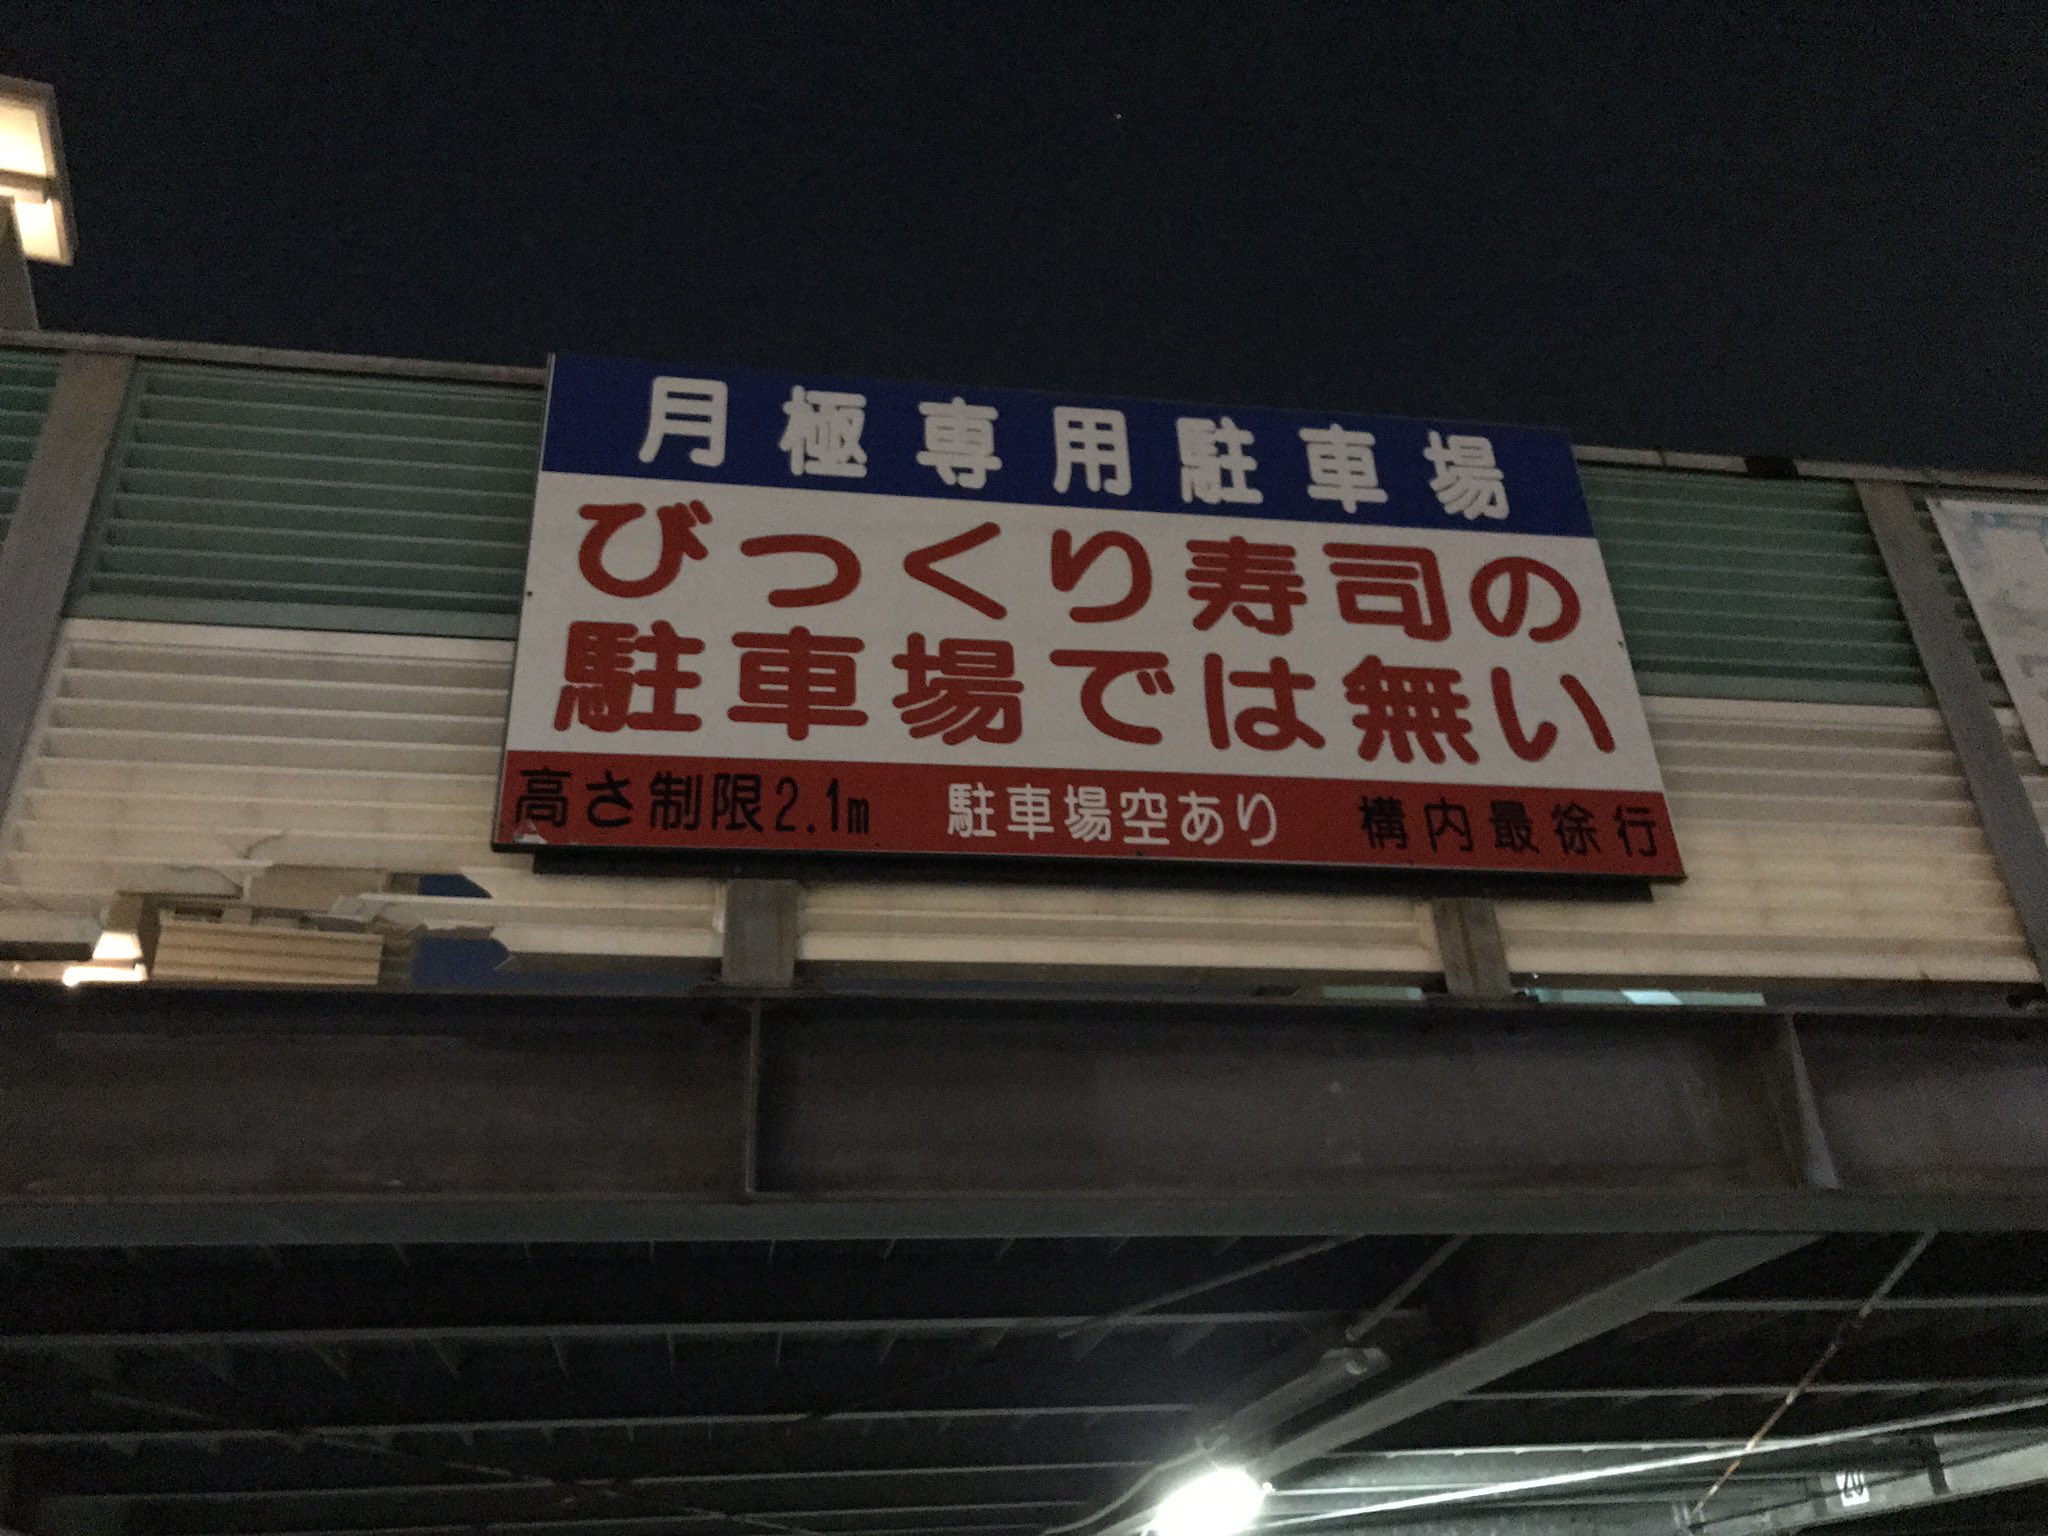 月極専用駐車場
びっくり寿司の
駐車場では無い
高さ制限2.1m 駐車場空あり 構内最徐行
20